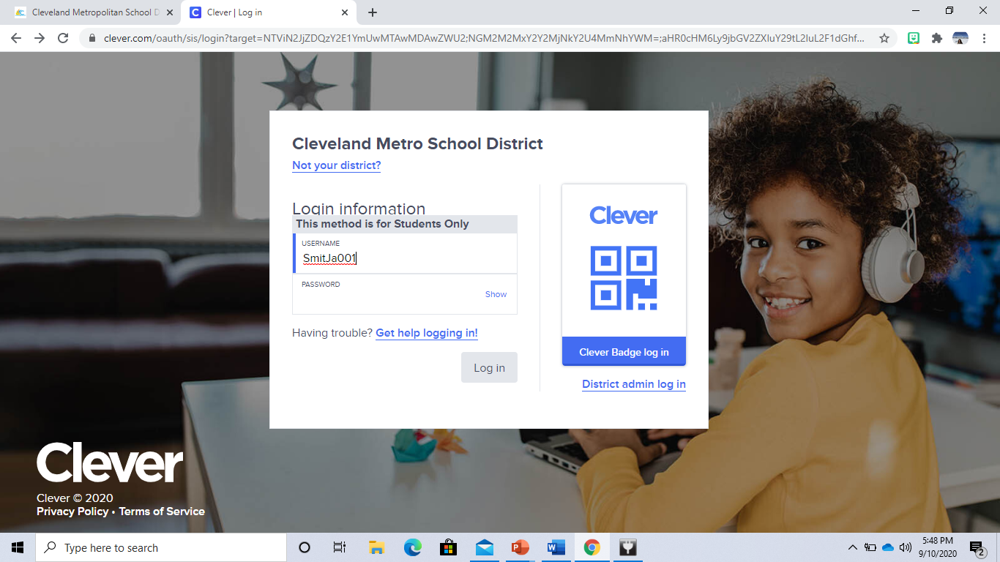 Cleveland Metropolitan School D
Clever | Log in
clever.com/oauth/sis/login?target=NTViN2JjZDQzY2E1YmUwMTAwMDAwZWU2;NGM2M2MxY2Y2MjNkY2U4MmNhYWM=;aHR0cHM6Ly9jbGV2ZXIuY29tL2luL2F1dGhf...
Cleveland Metro School District
Not your district?
Login information
This method is for Students Only
USERNAME
SmitJa001
PASSWORD
Show
Having trouble? Get help logging in!
Log in
Clever
Clever Badge log in
District admin log in
Clever
Clever © 2020
Privacy Policy • Terms of Service
Type here to search
5:48 PM
9/10/2020
2